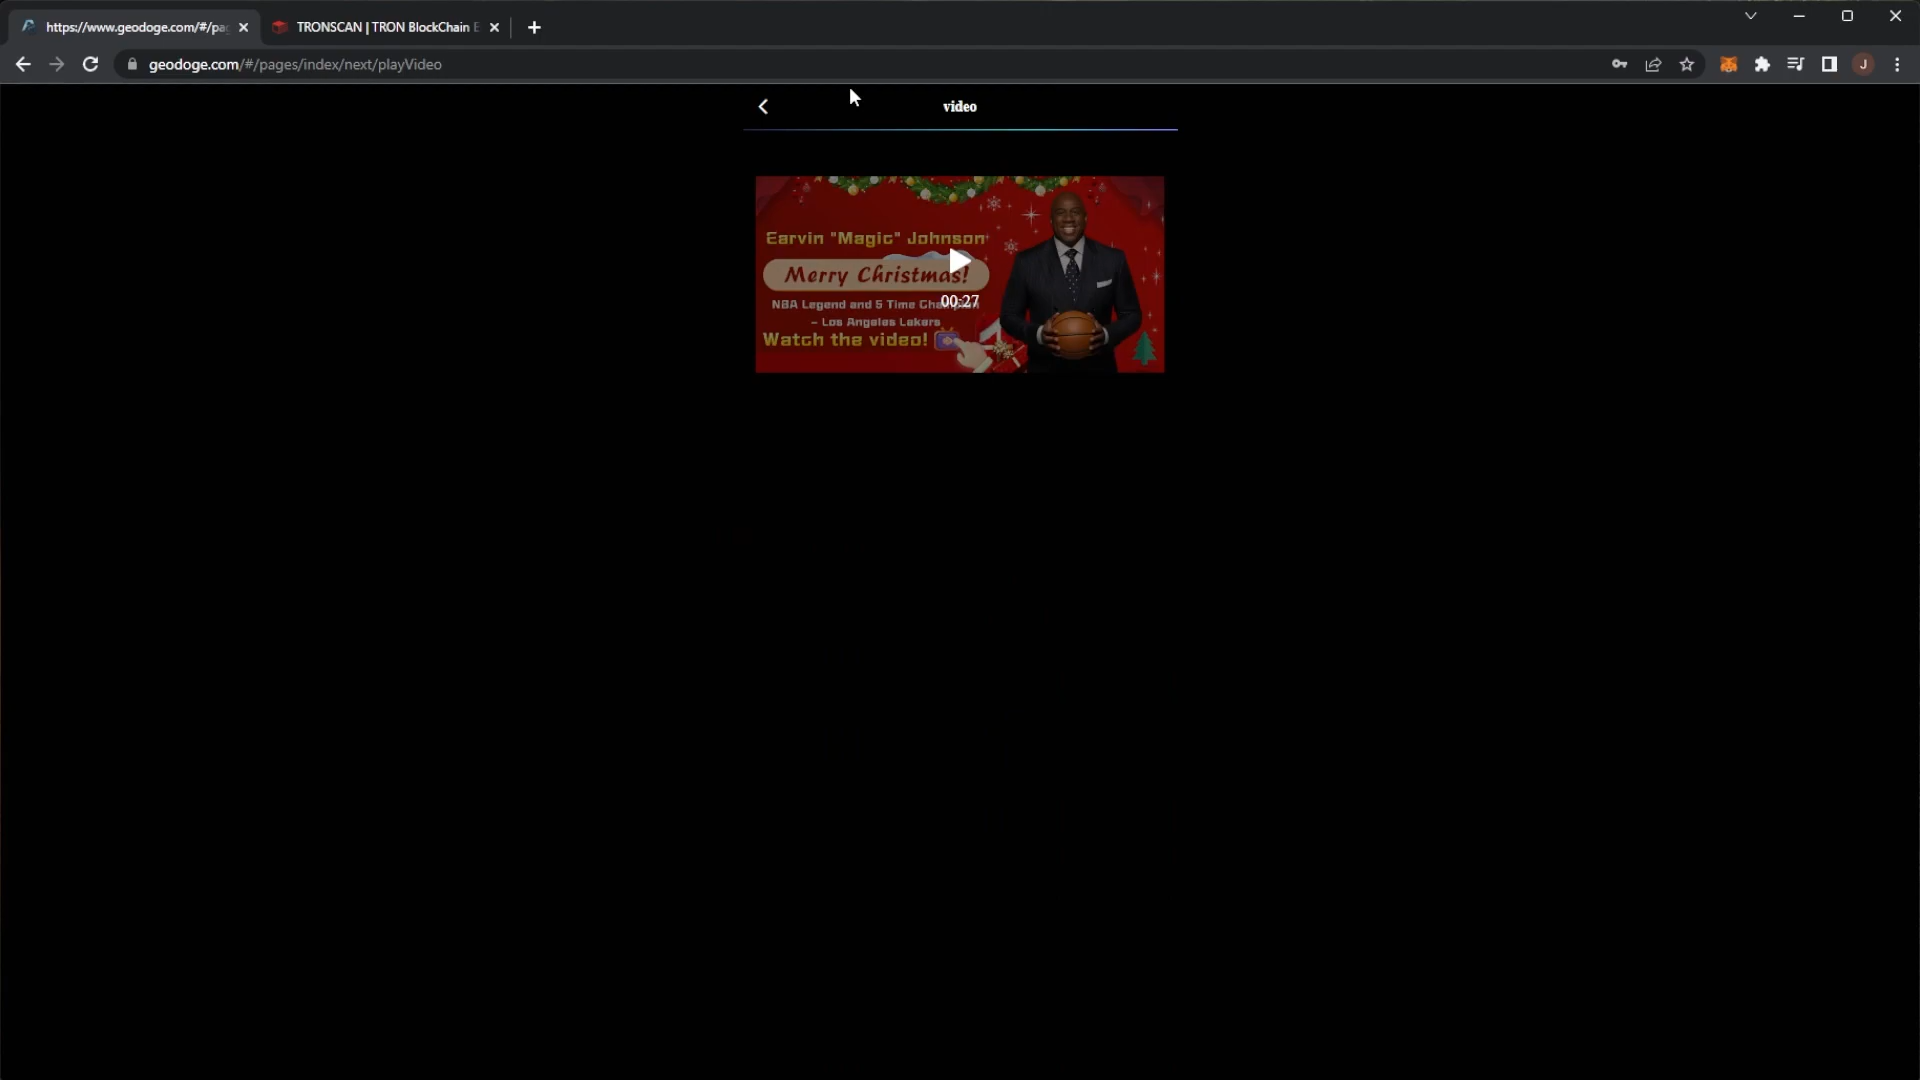 https://www.geodoge.com/#/pa
TRONSCAN | TRON BlockChain E
geodoge.com/#/pages/index/next/playVideo
J
video
Earvin "Magic" Johnson
Merry Christmas!
00:27
NBA Legend and 5 Time Champion
– Los Angeles Lakers
Watch the video!